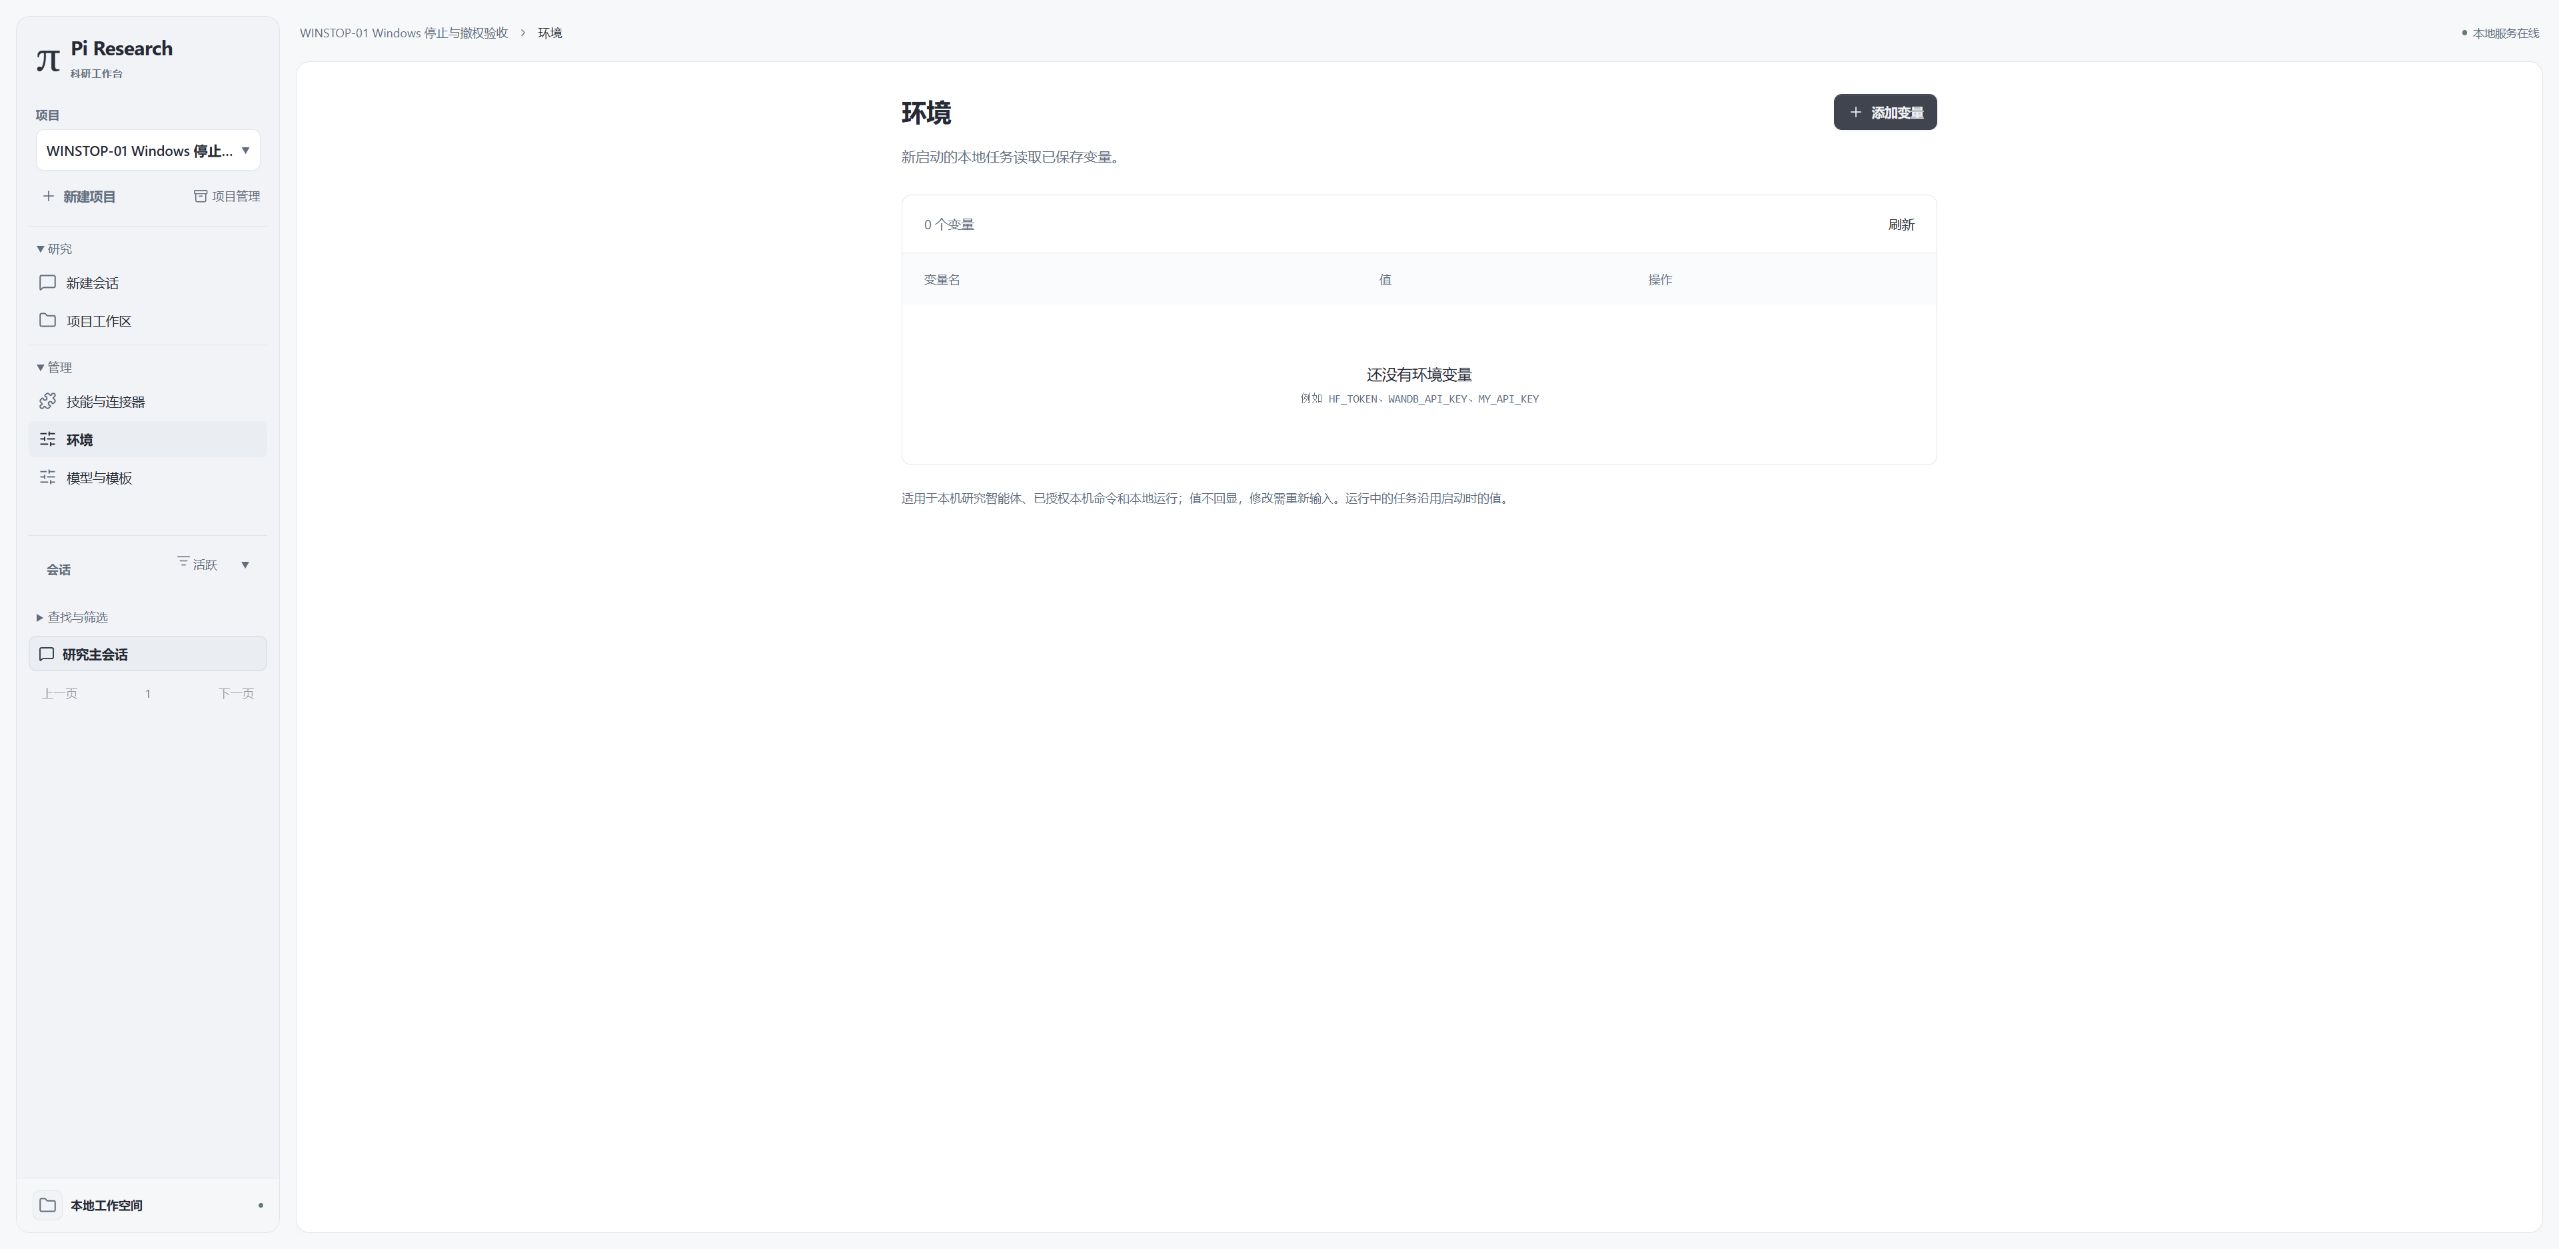 π Pi Research
科研工作台
项目
WINSTOP-01 Windows 停止... ▼
+ 新建项目 项目管理
▼ 研究
新建会话
项目工作区
▼ 管理
技能与连接器
环境
模型与模板
会话 活跃 ▼
▶ 查找与筛选
研究主会话
上一页 1 下一页
本地工作空间
WINSTOP-01 Windows 停止与撤权验收 > 环境
本地服务在线
环境
+ 添加变量
新启动的本地任务读取已保存变量。
0 个变量 刷新
变量名 值 操作
还没有环境变量
例如 HF_TOKEN、WANDB_API_KEY、MY_API_KEY
适用于本机研究智能体、已授权本机命令和本地运行；值不回显，修改需重新输入。运行中的任务沿用启动时的值。